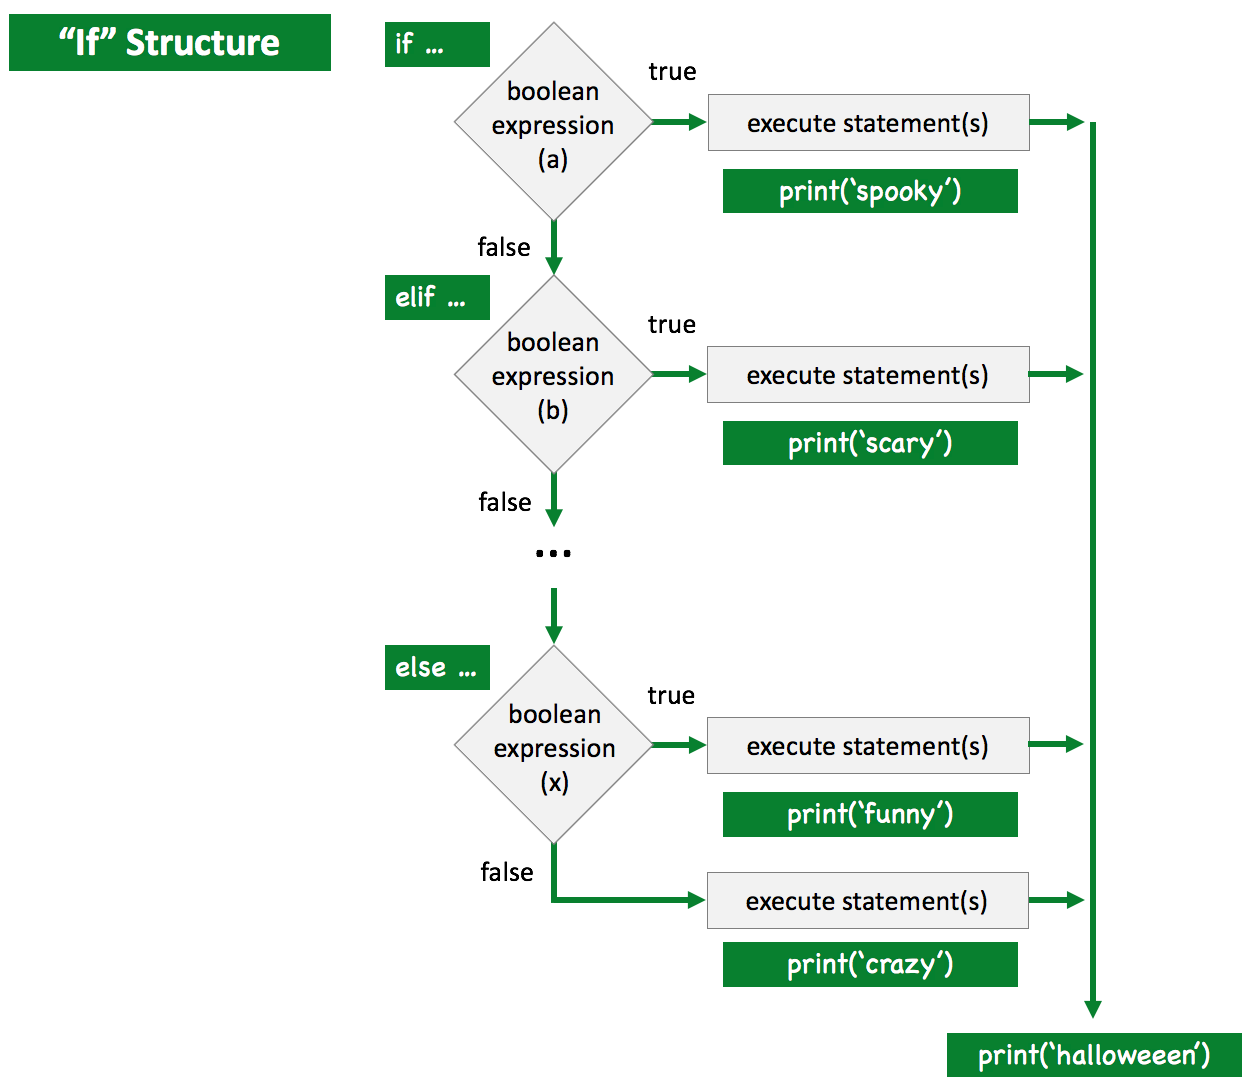 “If” Structure
if ...
boolean
expression
(a)
true
execute statement(s)
print(‘spooky’)
false
elif ...
boolean
expression
(b)
true
execute statement(s)
print(‘scary’)
false
...
else ...
boolean
expression
(x)
true
execute statement(s)
print(‘funny’)
false
execute statement(s)
print(‘crazy’)
print(‘halloweeen’)